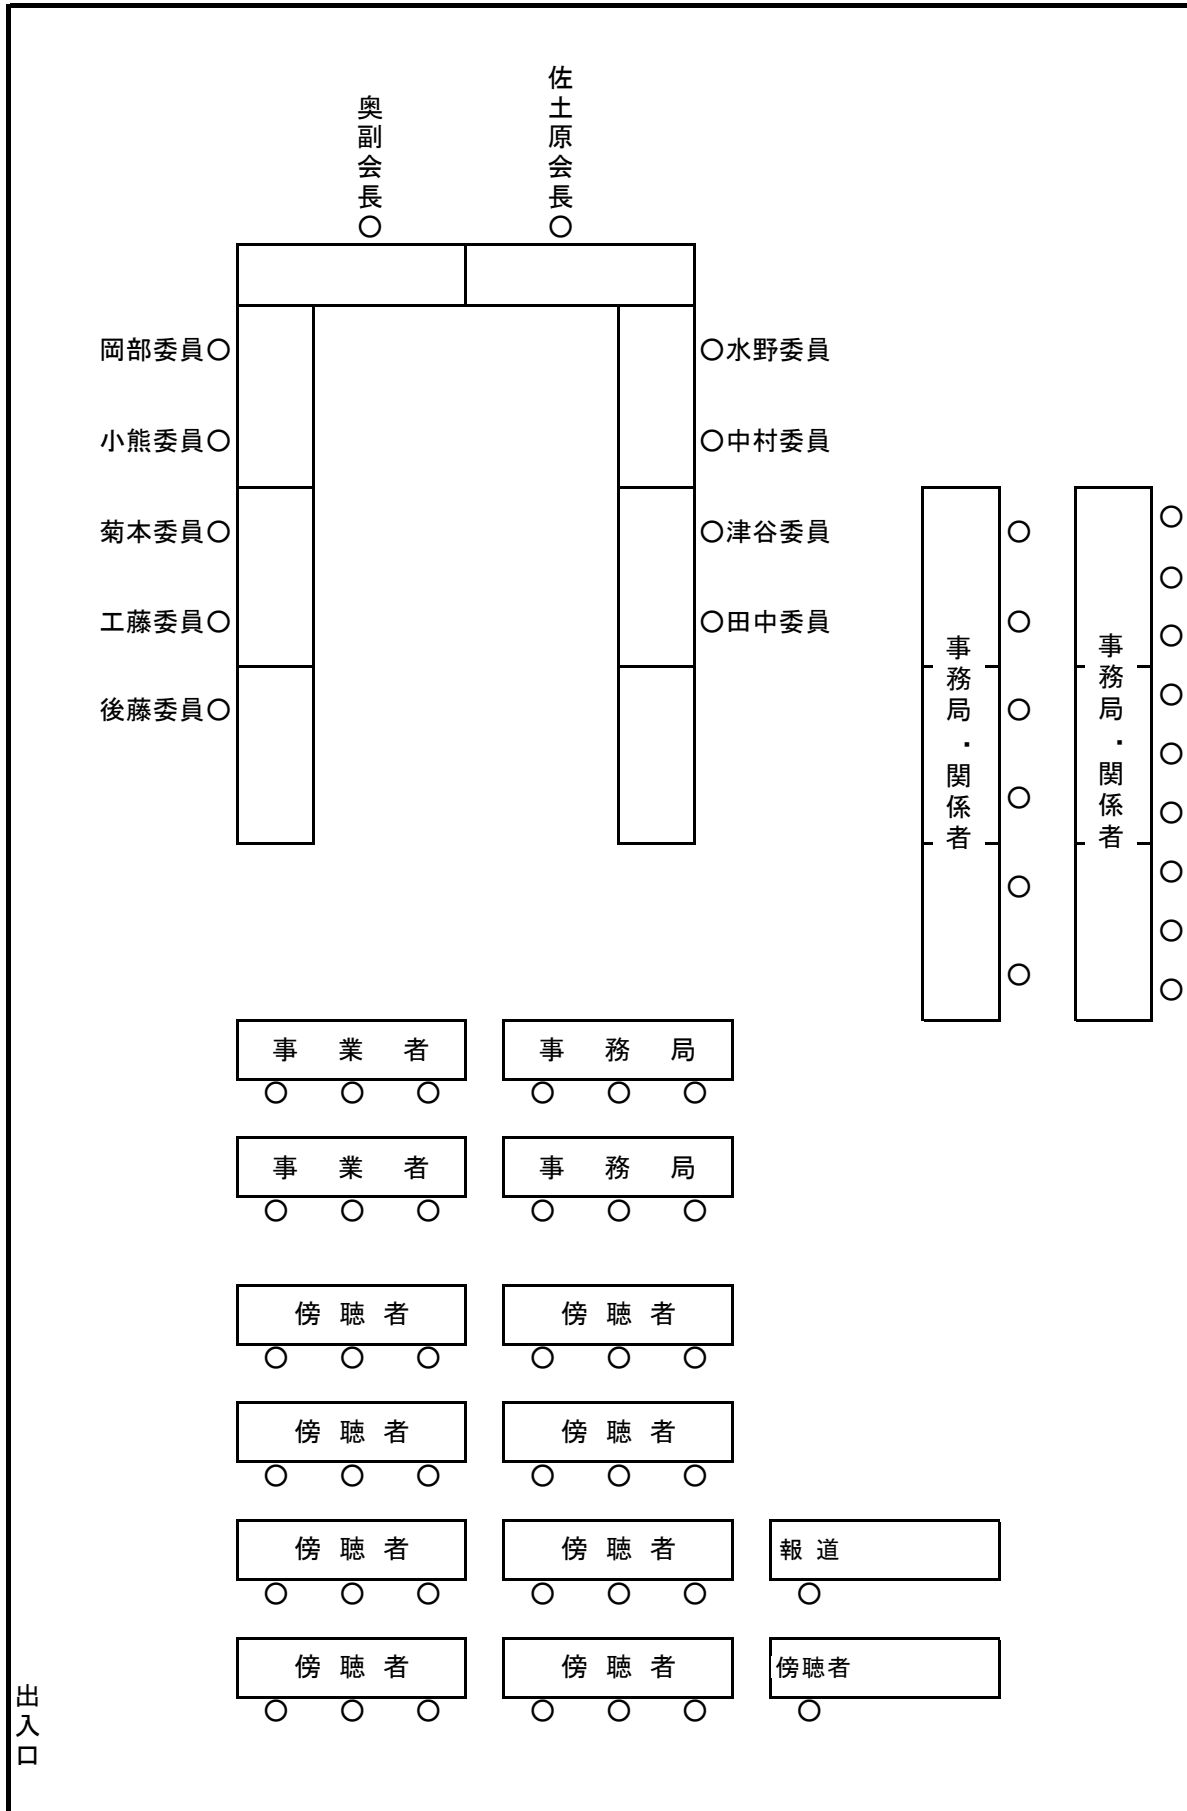 佐土原会長○
奥副会長○
岡部委員○
○水野委員
小熊委員○
○中村委員
菊本委員○
○津谷委員
工藤委員○
○田中委員
後藤委員○
事務局・関係者
事務局・関係者
事業者
事務局
事業者
事務局
傍聴者
傍聴者
傍聴者
傍聴者
傍聴者
傍聴者
報道
傍聴者
傍聴者
傍聴者
出入口